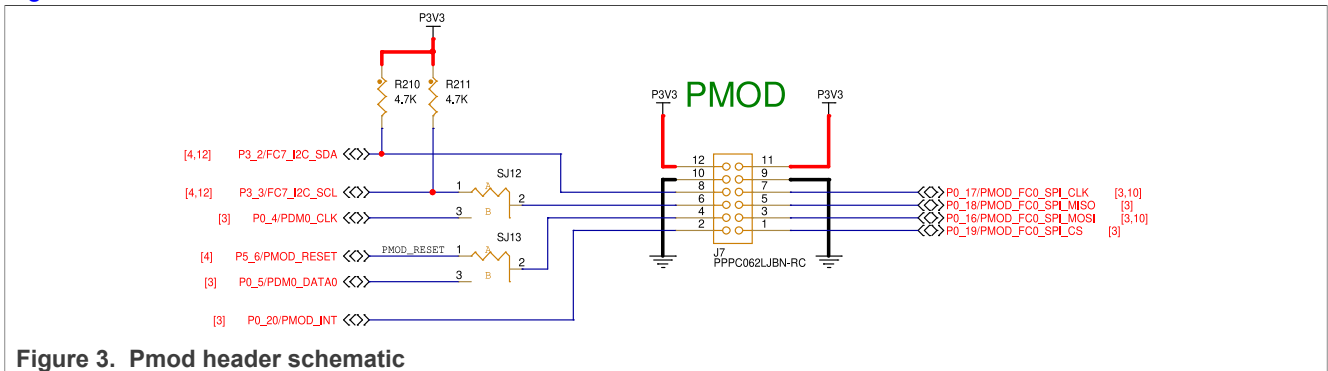 P3V3
R210 R211
4.7K 4.7K
P3V3 PMOD P3V3
[4,12] P3_2/FC7_I2C_SDA
12 11
10 9
SJ12
8 7
[4,12] P3_3/FC7_I2C_SCL 1 A 2 6 5
P0_17/PMOD_FC0_SPI_CLK [3,10]
P0_18/PMOD_FC0_SPI_MISO [3]
[3] P0_4/PDM0_CLK 3 B 4 3
P0_16/PMOD_FC0_SPI_MOSI [3,10]
2 1
P0_19/PMOD_FC0_SPI_CS [3]
SJ13
[4] P5_6/PMOD_RESET PMOD_RESET 1 A 2
J7
PPPC062LJBN-RC
[3] P0_5/PDM0_DATA0 3 B
[3] P0_20/PMOD_INT
Figure 3. Pmod header schematic